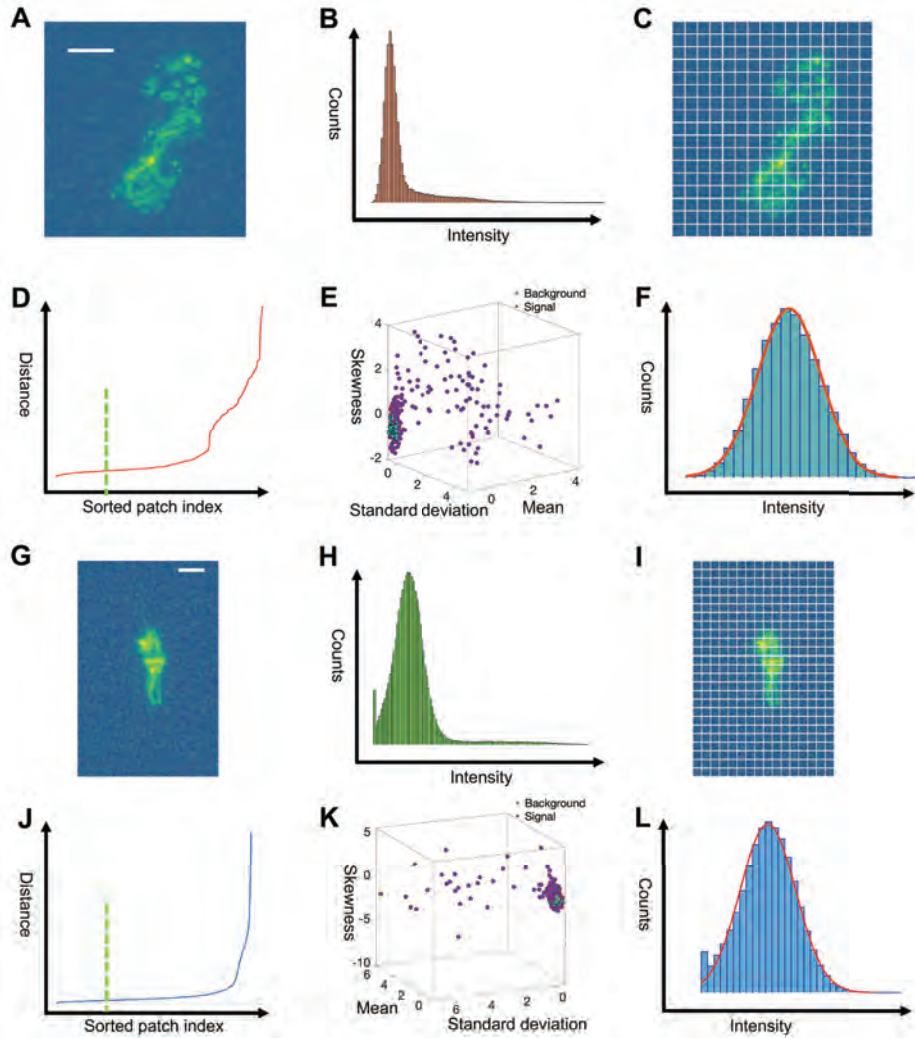 A
B
Counts
Intensity
C
D
Distance
Sorted patch index
E
Background
Signal
Skewness
4
2
0
-2
0
2
4
Standard deviation
0
2
4
Mean
F
Counts
Intensity
G
H
Counts
Intensity
I
J
Distance
Sorted patch index
K
Background
Signal
Skewness
5
0
-5
-10
6
4
2
0
Mean
6
4
2
0
Standard deviation
L
Counts
Intensity